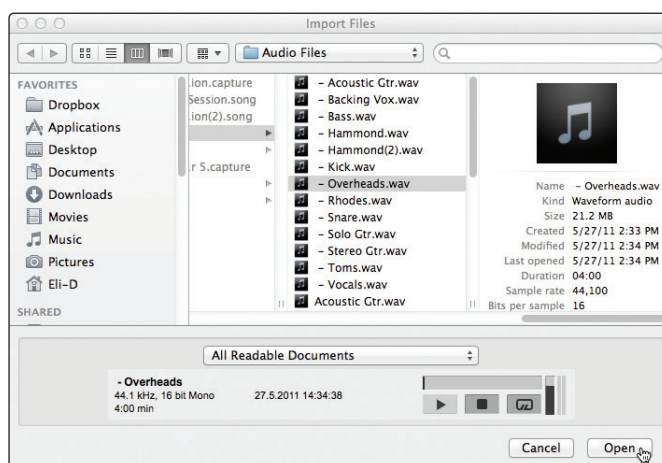 Import Files
Audio Files
FAVORITES
Dropbox
Applications
Desktop
Documents
Downloads
Movies
Music
Pictures
Eli-D
SHARED
ion.capture
Session.song
ion(2).song
r 5.capture
– Acoustic Gtr.wav
– Backing Vox.wav
– Bass.wav
– Hammond.wav
– Hammond(2).wav
– Kick.wav
– Overheads.wav
– Rhodes.wav
– Snare.wav
– Solo Gtr.wav
– Stereo Gtr.wav
– Toms.wav
– Vocals.wav
Acoustic Gtr.wav
Name – Overheads.wav
Kind Waveform audio
Size 21.2 MB
Created 5/27/11 2:33 PM
Modified 5/27/11 2:34 PM
Last opened 5/27/11 2:34 PM
Duration 04:00
Sample rate 44,100
Bits per sample 16
All Readable Documents
- Overheads
44.1 kHz, 16 bit Mono 27.5.2011 14:34:38
4:00 min
Cancel Open